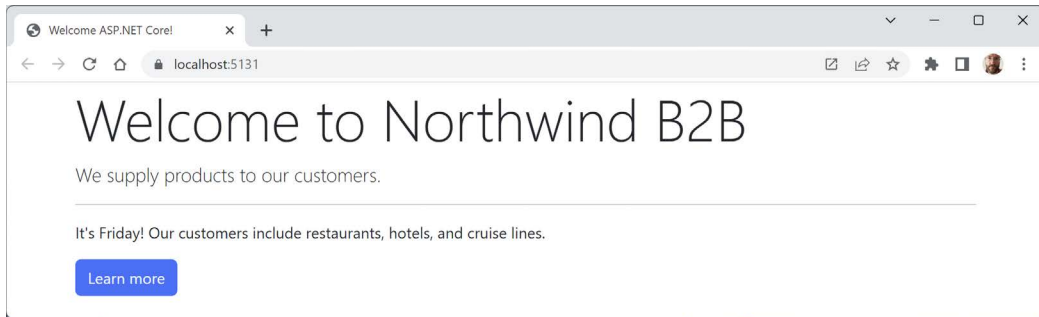 Welcome ASP.NET Core!
localhost:5131
Welcome to Northwind B2B
We supply products to our customers.
It's Friday! Our customers include restaurants, hotels, and cruise lines.
Learn more